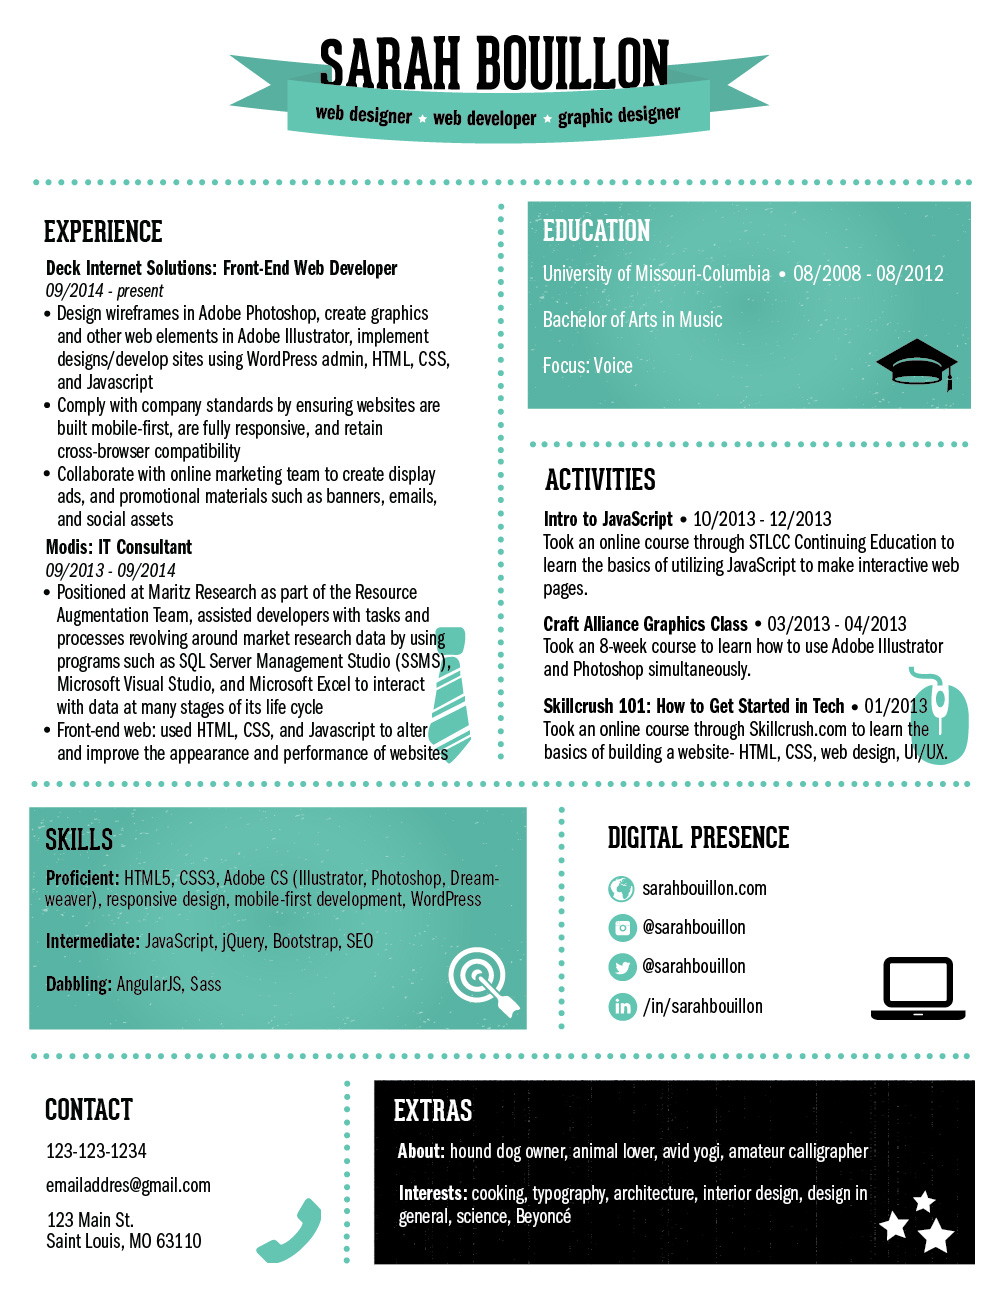 SARAH BOUILLON
web designer ★ web developer ★ graphic designer
EXPERIENCE
Deck Internet Solutions: Front-End Web Developer
09/2014 - present
• Design wireframes in Adobe Photoshop, create graphics
and other web elements in Adobe Illustrator, implement
designs/develop sites using WordPress admin, HTML, CSS,
and Javascript
• Comply with company standards by ensuring websites are
built mobile-first, are fully responsive, and retain
cross-browser compatibility
• Collaborate with online marketing team to create display
ads, and promotional materials such as banners, emails,
and social assets
Modis: IT Consultant
09/2013 - 09/2014
• Positioned at Maritz Research as part of the Resource
Augmentation Team, assisted developers with tasks and
processes revolving around market research data by using
programs such as SQL Server Management Studio (SSMS),
Microsoft Visual Studio, and Microsoft Excel to interact
with data at many stages of its life cycle
• Front-end web: used HTML, CSS, and Javascript to alter
and improve the appearance and performance of websites
EDUCATION
University of Missouri-Columbia • 08/2008 - 08/2012
Bachelor of Arts in Music
Focus: Voice
ACTIVITIES
Intro to JavaScript • 10/2013 - 12/2013
Took an online course through STLCC Continuing Education to
learn the basics of utilizing JavaScript to make interactive web
pages.
Craft Alliance Graphics Class • 03/2013 - 04/2013
Took an 8-week course to learn how to use Adobe Illustrator
and Photoshop simultaneously.
Skillcrush 101: How to Get Started in Tech • 01/2013
Took an online course through Skillcrush.com to learn the
basics of building a website- HTML, CSS, web design, UI/UX.
SKILLS
Proficient: HTML5, CSS3, Adobe CS (Illustrator, Photoshop, Dream-
weaver), responsive design, mobile-first development, WordPress
Intermediate: JavaScript, jQuery, Bootstrap, SEO
Dabbling: AngularJS, Sass
DIGITAL PRESENCE
sarahbouillon.com
@sarahbouillon
@sarahbouillon
in /in/sarahbouillon
CONTACT
123-123-1234
emailaddres@gmail.com
123 Main St.
Saint Louis, MO 63110
EXTRAS
About: hound dog owner, animal lover, avid yogi, amateur calligrapher
Interests: cooking, typography, architecture, interior design, design in
general, science, Beyoncé